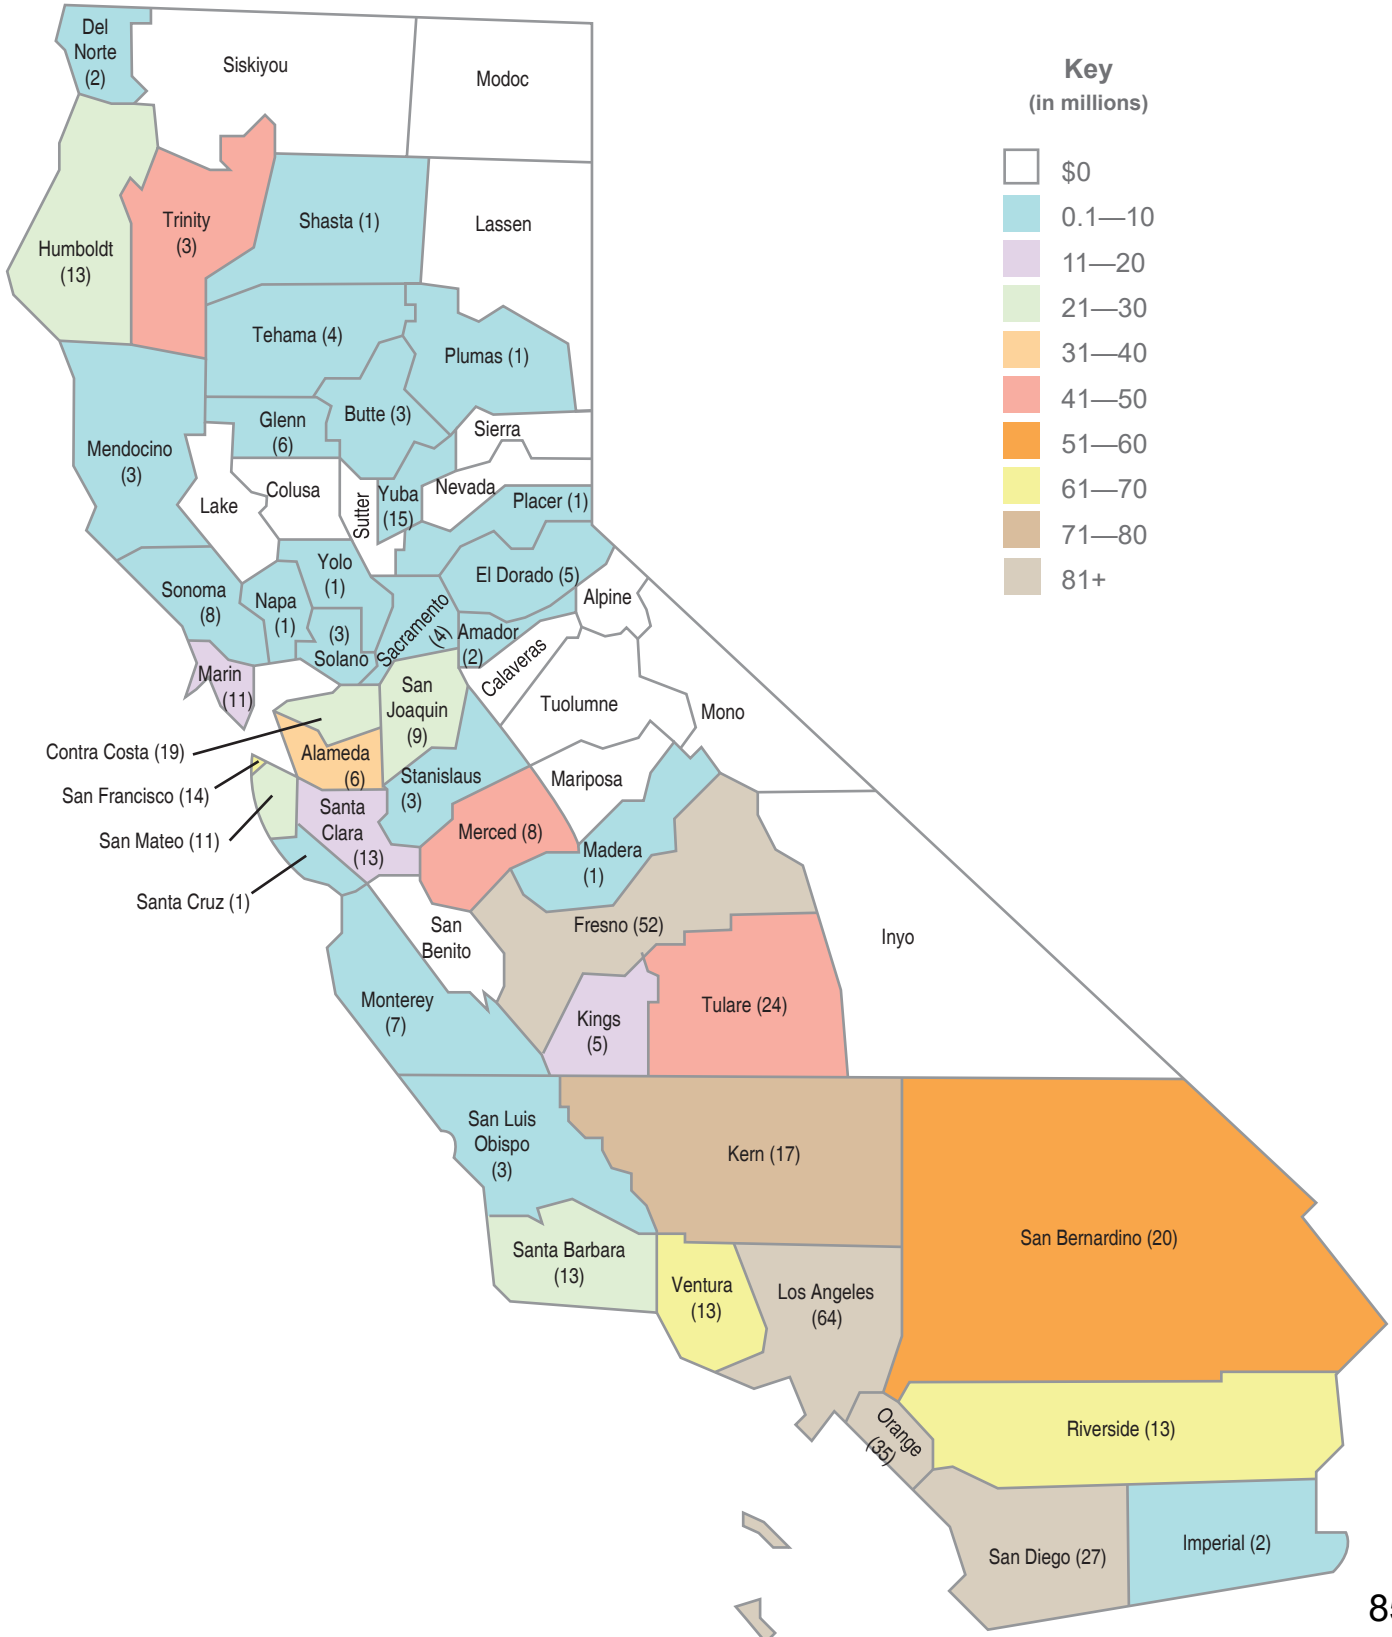 Del
Norte
(2)
Siskiyou
Modoc
Key
(in millions)
$0
0.1—10
11—20
21—30
31—40
41—50
51—60
61—70
71—80
81+
Humboldt
(13)
Trinity
(3)
Shasta (1)
Lassen
Tehama (4)
Plumas (1)
Mendocino
(3)
Glenn
(6)
Butte (3)
Sierra
Lake
Colusa
Sutter
Yuba
(15)
Nevada
Placer (1)
Sonoma
(8)
Napa
(1)
Yolo
(1)
(3)
Solano
Sacramento
(4)
El Dorado (5)
Amador
(2)
Alpine
Calaveras
Marin
(11)
San
Joaquin
(9)
Tuolumne
Mono
Contra Costa (19)
Alameda
(6)
San Francisco (14)
Stanislaus
(3)
Mariposa
San Mateo (11)
Santa
Clara
(13)
Merced (8)
Madera
(1)
Santa Cruz (1)
San
Benito
Fresno (52)
Inyo
Monterey
(7)
Kings
(5)
Tulare (24)
San Luis
Obispo
(3)
Kern (17)
San Bernardino (20)
Santa Barbara
(13)
Ventura
(13)
Los Angeles
(64)
Orange
(35)
Riverside (13)
San Diego (27)
Imperial (2)